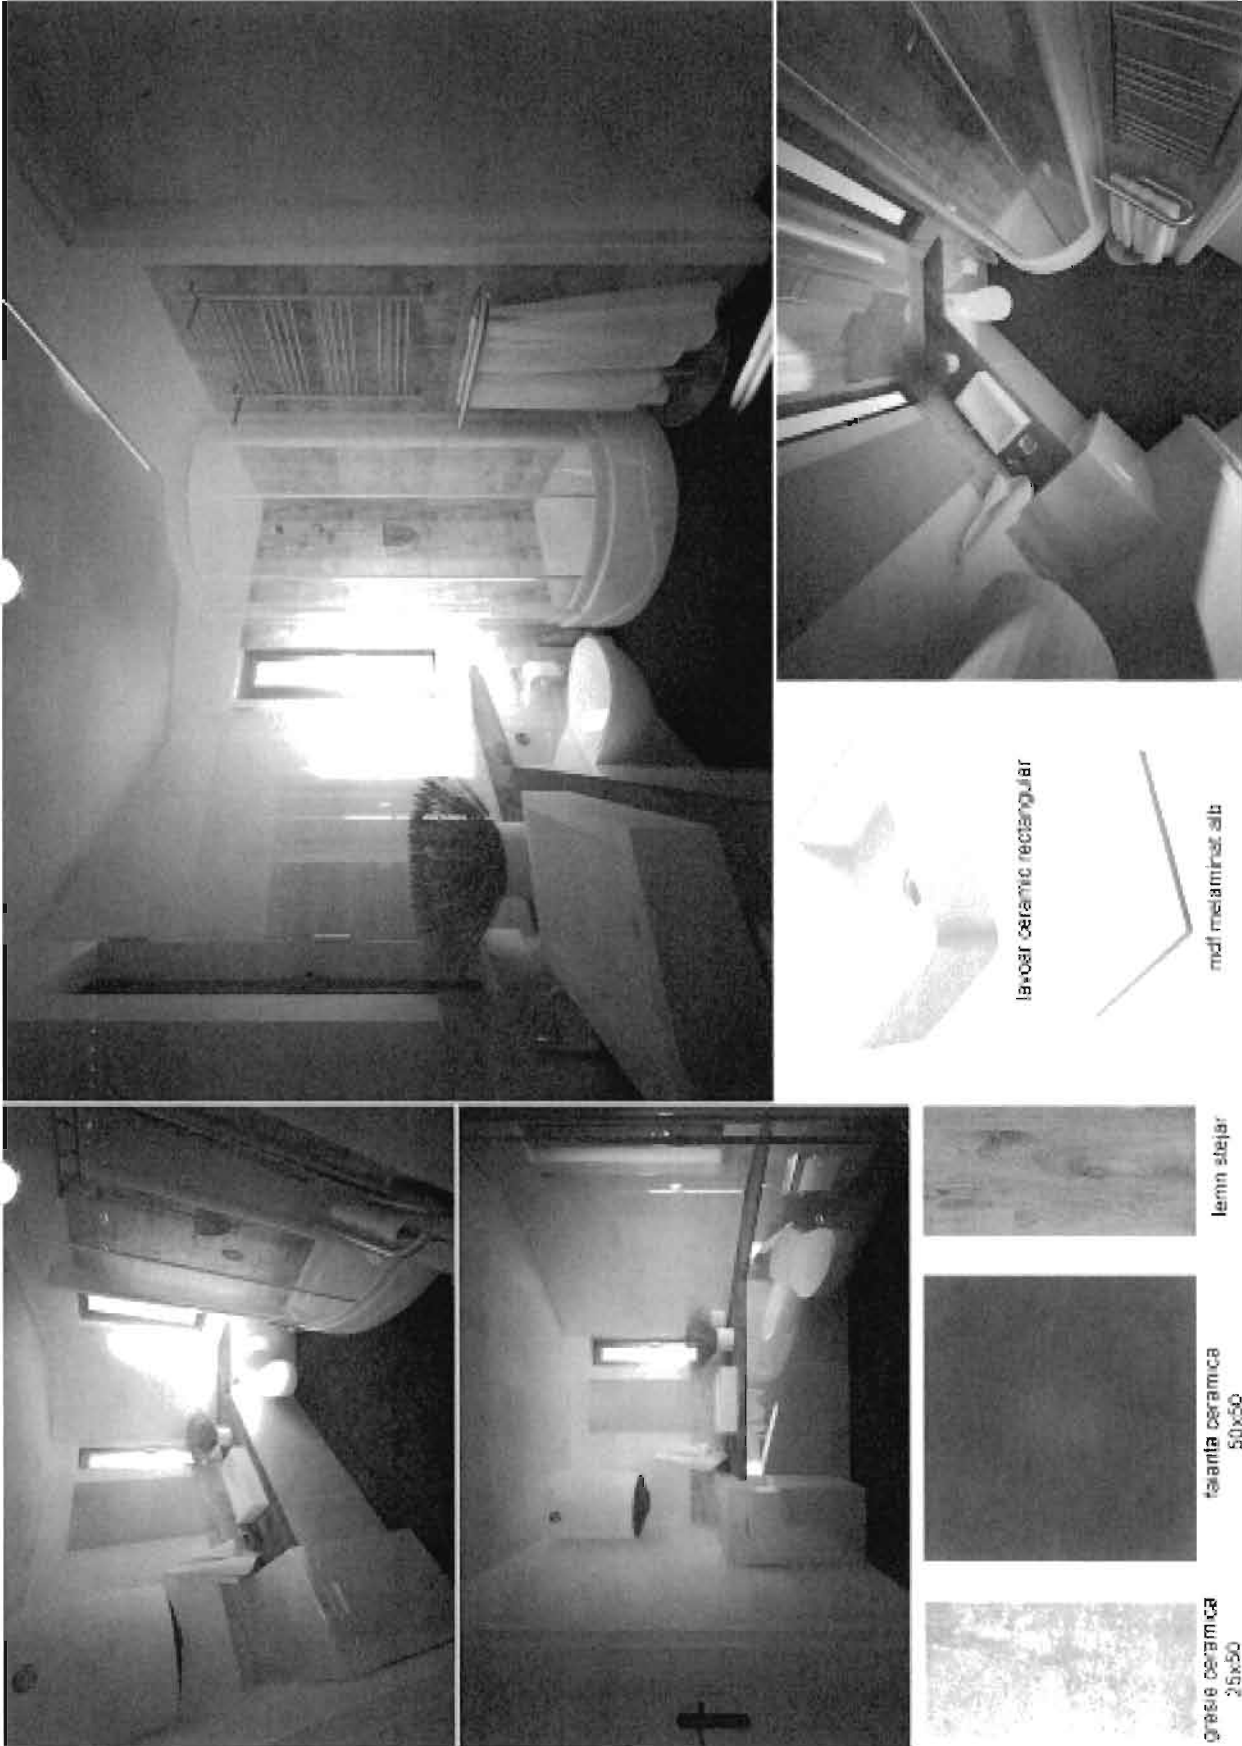 gresie ceramica
25x50
faianta ceramica
50x50
lemn stejar
lavoar ceramic rectangular
mdf melaminat alb